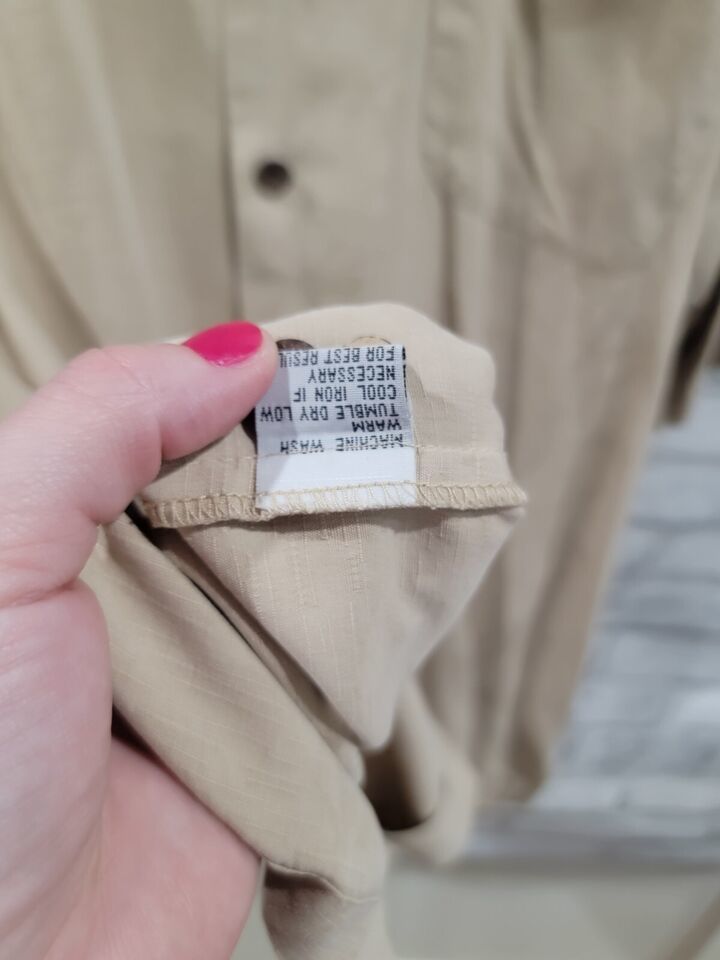 MACHINE WASH
WARM
TUMBLE DRY LOW
COOL IRON IF
NECESSARY
FOR BEST